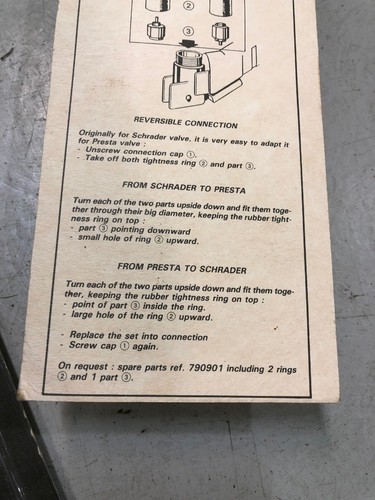 ②
③
REVERSIBLE CONNECTION
Originally for Schrader valve, it is very easy to adapt it
for Presta valve :
- Unscrew connection cap ①.
- Take off both tightness ring ② and part ③.
FROM SCHRADER TO PRESTA
Turn each of the two parts upside down and fit them toge-
ther through their big diameter, keeping the rubber tight-
ness ring on top :
- part ③ pointing downward
- small hole of ring ② upward.
FROM PRESTA TO SCHRADER
Turn each of the two parts upside down and fit them toge-
ther, keeping the rubber tightness ring on top :
- point of part ③ inside the ring.
- large hole of the ring ② upward.
- Replace the set into connection
- Screw cap ① again.
On request : spare parts ref. 790901 including 2 rings
② and 1 part ③.